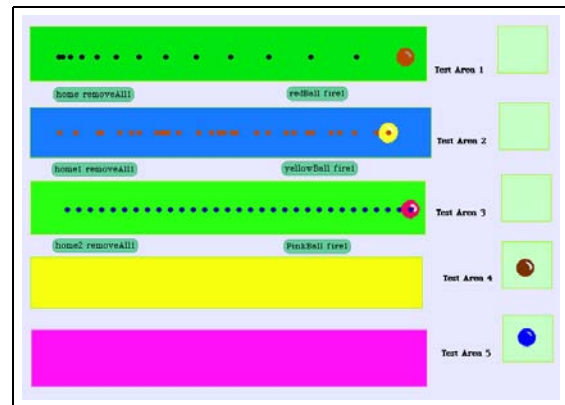 Test Area 1
home removeAll1 redBall fire1
Test Area 2
home1 removeAll1 yellowBall fire1
Test Area 3
home2 removeAll1 PinkBall fire1
Test Area 4
Test Area 5